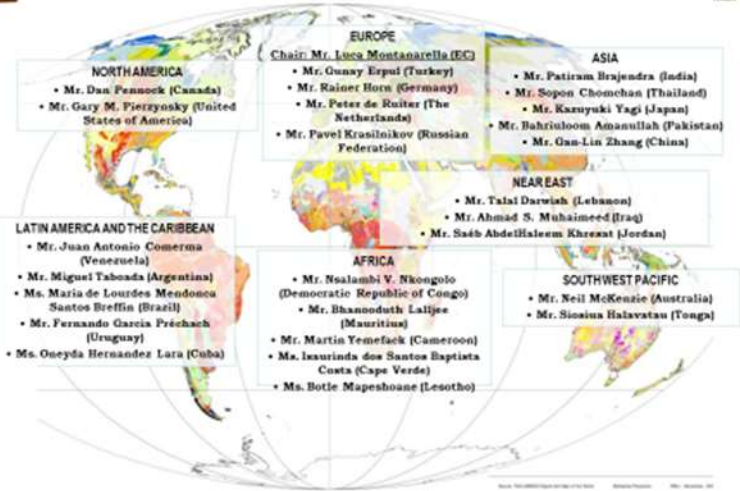 EUROPE
Chair: Mr. Luca Montanarella (EC)
• Mr. Gunay Erpul (Turkey)
• Mr. Rainer Horn (Germany)
• Mr. Peter de Ruiter (The
Netherlands)
• Mr. Pavel Krasilnikov (Russian
Federation)
NORTH AMERICA
• Mr. Dan Pennock (Canada)
• Mr. Gary M. Pierzynsky (United
States of America)
ASIA
• Mr. Patiram Brajendra (India)
• Mr. Sopon Chomchan (Thailand)
• Mr. Kazuyuki Yagi (Japan)
• Mr. Bahriuloom Amanullah (Pakistan)
• Mr. Gan-Lin Zhang (China)
NEAR EAST
• Mr. Talal Darwish (Lebanon)
• Mr. Ahmad S. Muhaimeed (Iraq)
• Mr. Saéb AbdelHaleem Khresat (Jordan)
LATIN AMERICA AND THE CARIBBEAN
• Mr. Juan Antonio Comerma
(Venezuela)
• Mr. Miguel Taboada (Argentina)
• Ms. Maria de Lourdes Mendonca
Santos Breffin (Brazil)
• Mr. Fernando Garcia Préchach
(Uruguay)
• Ms. Oneyda Hernandez Lara (Cuba)
AFRICA
• Mr. Nsalambi V. Nkongolo
(Democratic Republic of Congo)
• Mr. Bhanooduth Lalljee
(Mauritius)
• Mr. Martin Yemefack (Cameroon)
• Ms. Isaurinda dos Santos Baptista
Costa (Cape Verde)
• Ms. Botle Mapeshoane (Lesotho)
SOUTHWEST PACIFIC
• Mr. Neil McKenzie (Australia)
• Mr. Siosiua Halavatau (Tonga)